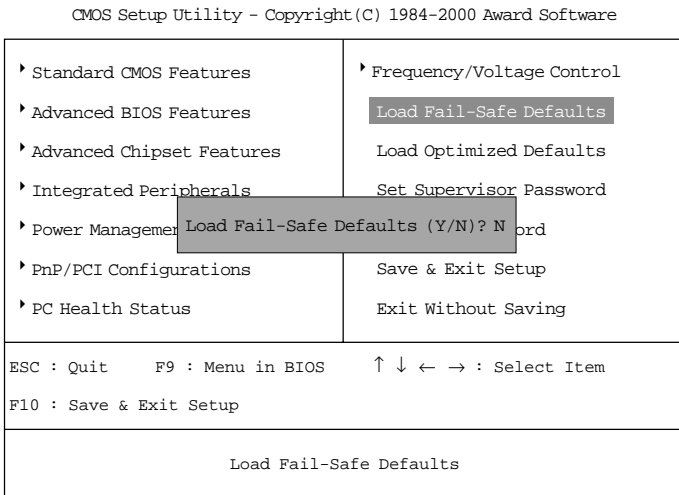 CMOS Setup Utility - Copyright(C) 1984-2000 Award Software
Standard CMOS Features
Advanced BIOS Features
Advanced Chipset Features
Integrated Peripherals
Power Managemen
PnP/PCI Configurations
PC Health Status
Frequency/Voltage Control
Load Fail-Safe Defaults
Load Optimized Defaults
Set Supervisor Password
ord
Save & Exit Setup
Exit Without Saving
Load Fail-Safe Defaults (Y/N)? N
ESC : Quit F9 : Menu in BIOS ↑ ↓ ← → : Select Item
F10 : Save & Exit Setup
Load Fail-Safe Defaults